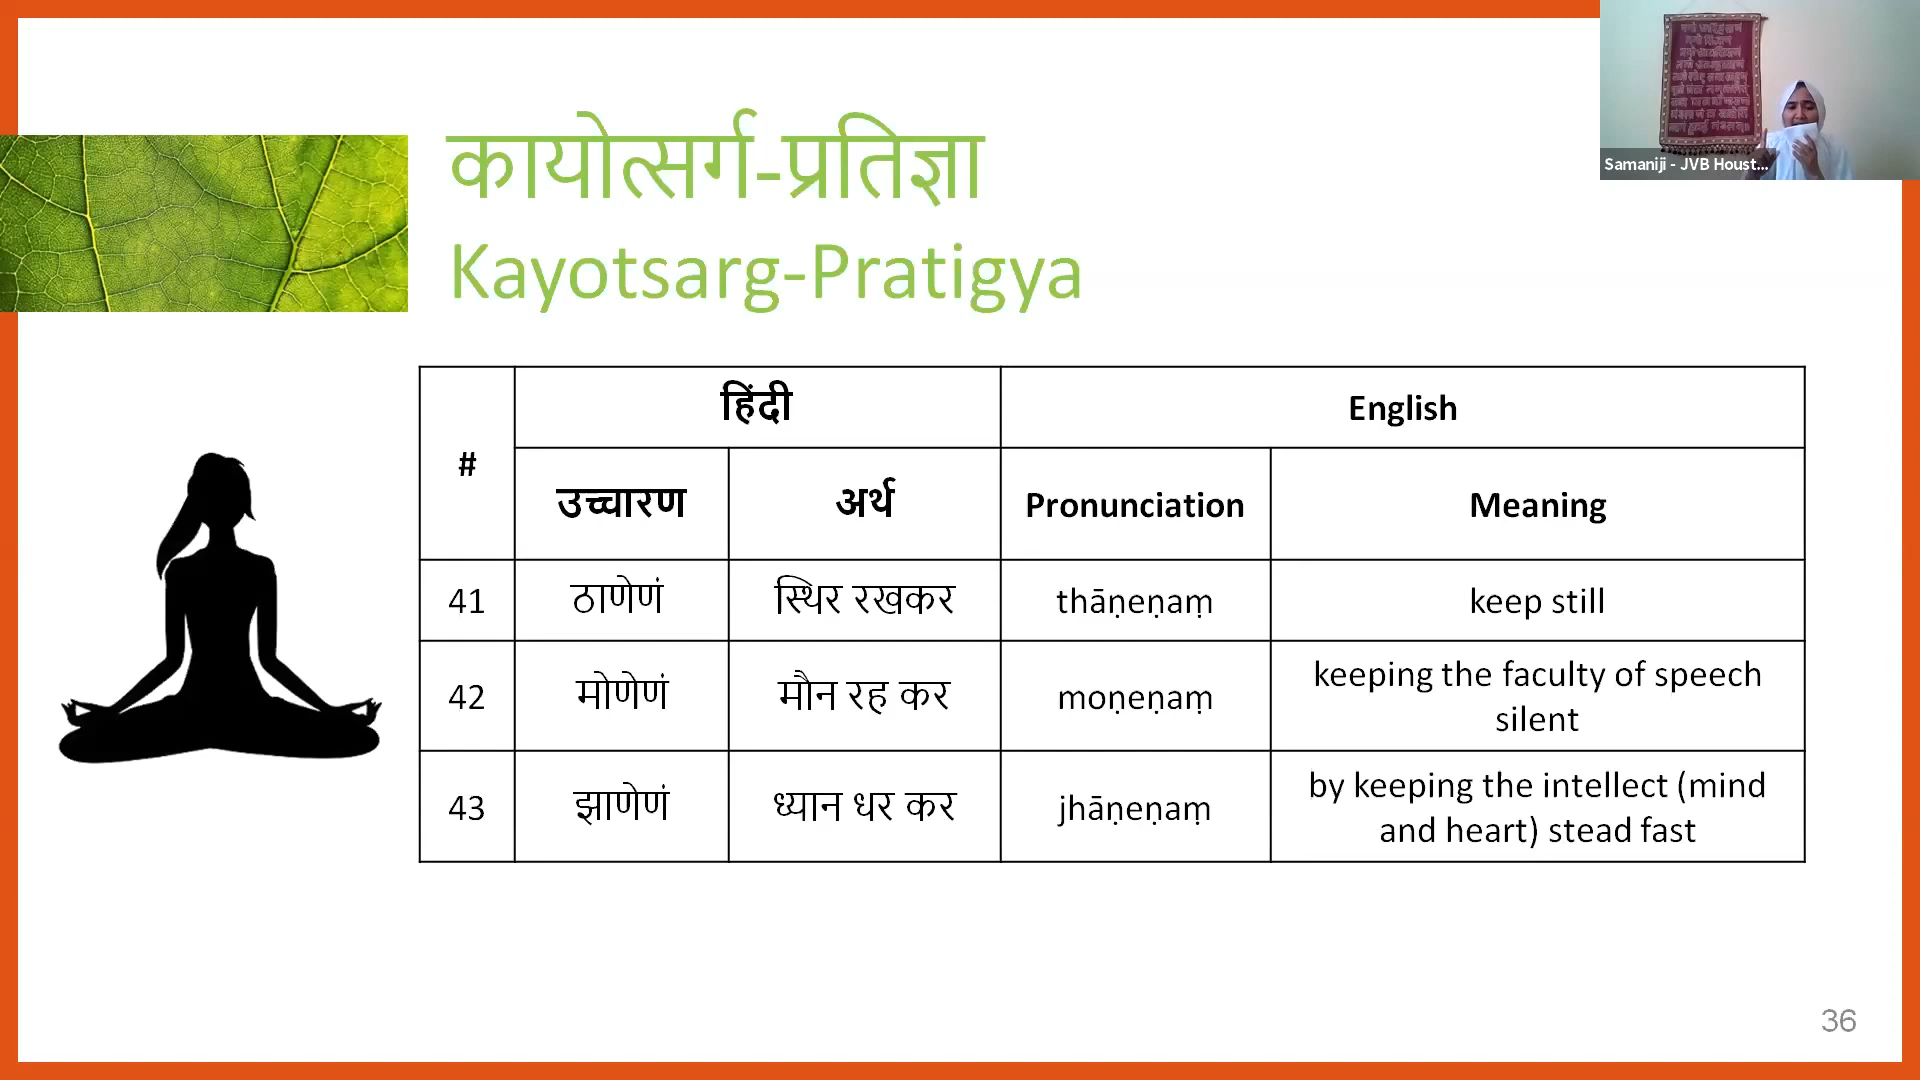 Samaniji - JVB Houst...
कायोत्सर्ग-प्रतिज्ञा
Kayotsarg-Pratigya
# हिंदी English
उच्चारण अर्थ Pronunciation Meaning
41 ठाणेणं स्थिर रखकर thāṇeṇaṃ keep still
42 मोणेणं मौन रह कर moṇeṇaṃ keeping the faculty of speech
silent
43 झाणेणं ध्यान धर कर jhāṇeṇaṃ by keeping the intellect (mind
and heart) stead fast
36